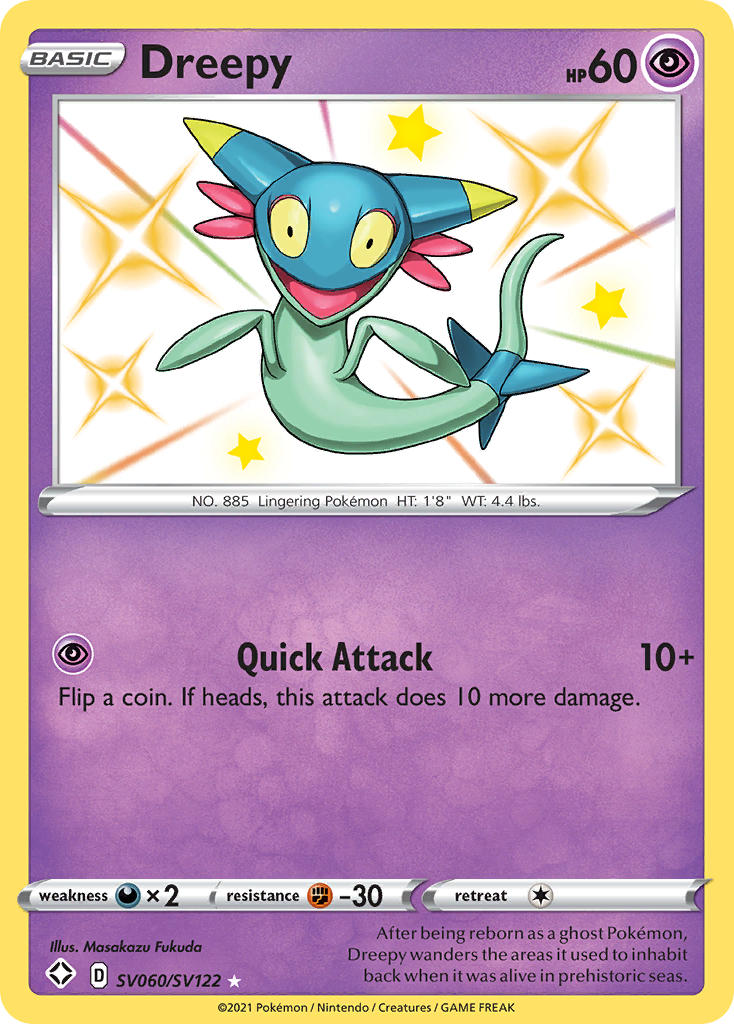 BASIC Dreepy HP60
NO. 885 Lingering Pokémon HT: 1'8" WT: 4.4 lbs.
Quick Attack 10+
Flip a coin. If heads, this attack does 10 more damage.
weakness ×2 resistance -30 retreat
Illus. Masakazu Fukuda
After being reborn as a ghost Pokémon,
Dreepy wanders the areas it used to inhabit
back when it was alive in prehistoric seas.
D SV060/SV122
©2021 Pokémon / Nintendo / Creatures / GAME FREAK